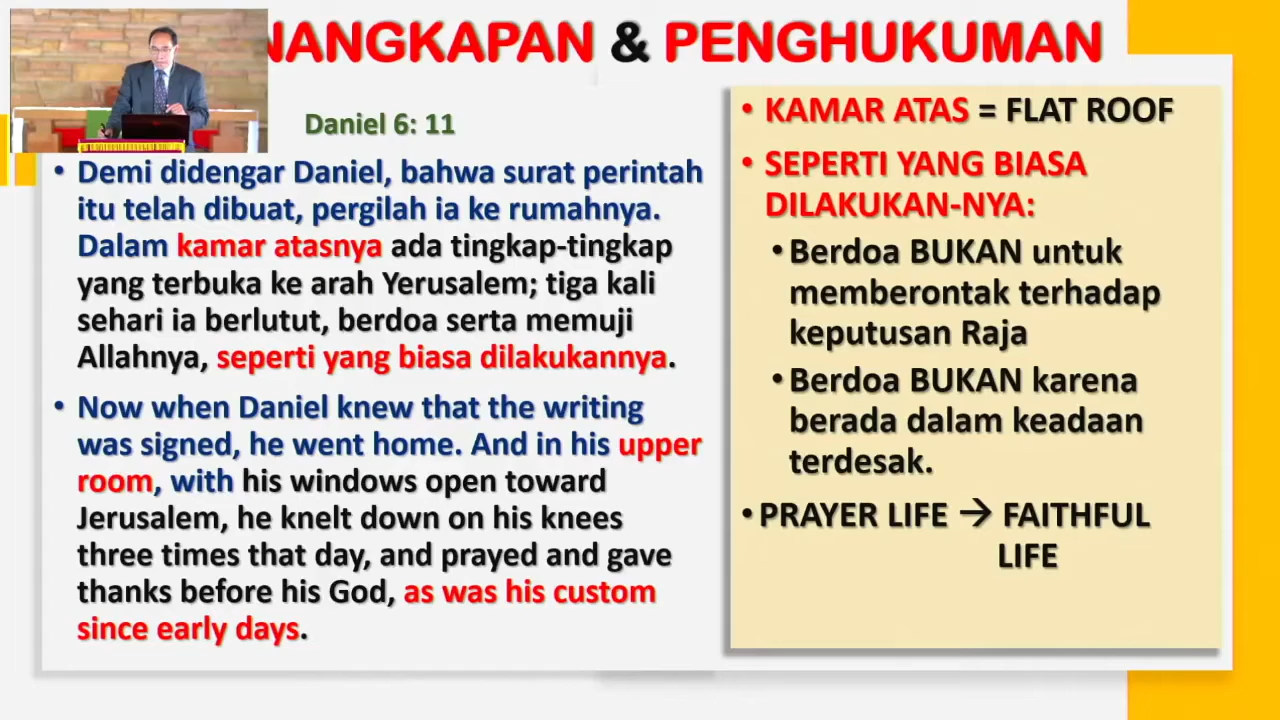 NANGKAPAN & PENGHUKUMAN
Daniel 6: 11
• Demi didengar Daniel, bahwa surat perintah
itu telah dibuat, pergilah ia ke rumahnya.
Dalam kamar atasnya ada tingkap-tingkap
yang terbuka ke arah Yerusalem; tiga kali
sehari ia berlutut, berdoa serta memuji
Allahnya, seperti yang biasa dilakukannya.
• Now when Daniel knew that the writing
was signed, he went home. And in his upper
room, with his windows open toward
Jerusalem, he knelt down on his knees
three times that day, and prayed and gave
thanks before his God, as was his custom
since early days.
• KAMAR ATAS = FLAT ROOF
• SEPERTI YANG BIASA
DILAKUKAN-NYA:
• Berdoa BUKAN untuk
memberontak terhadap
keputusan Raja
• Berdoa BUKAN karena
berada dalam keadaan
terdesak.
• PRAYER LIFE → FAITHFUL
LIFE